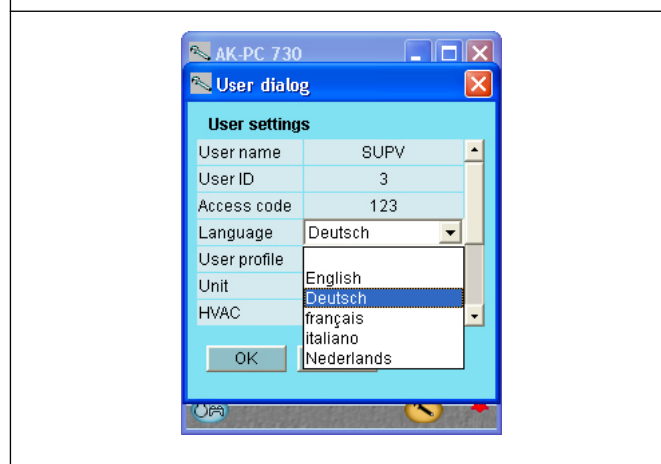 AK-PC 730
User dialog
User settings
User name SUPV
User ID 3
Access code 123
Language Deutsch
User profile
Unit English
HVAC Deutsch
français
italiano
OK Nederlands